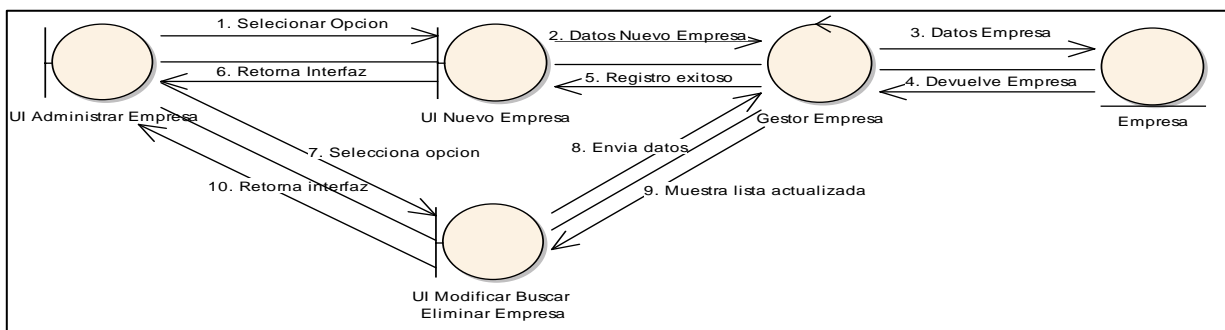 1. Selecionar Opcion
2. Datos Nuevo Empresa
3. Datos Empresa
6. Retorna Interfaz
5. Registro exitoso
4. Devuelve Empresa
UI Administrar Empresa
UI Nuevo Empresa
Gestor Empresa
Empresa
7. Selecciona opcion
8. Envia datos
10. Retorna interfaz
9. Muestra lista actualizada
UI Modificar Buscar
Eliminar Empresa